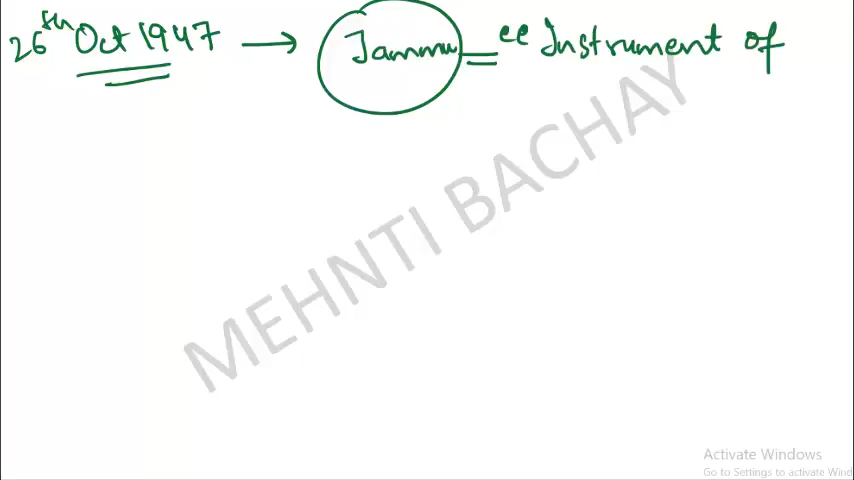 26th Oct 1947 → Jammu = “Instrument of
MEHNTI BACHAY
Activate Windows
Go to Settings to activate Wind